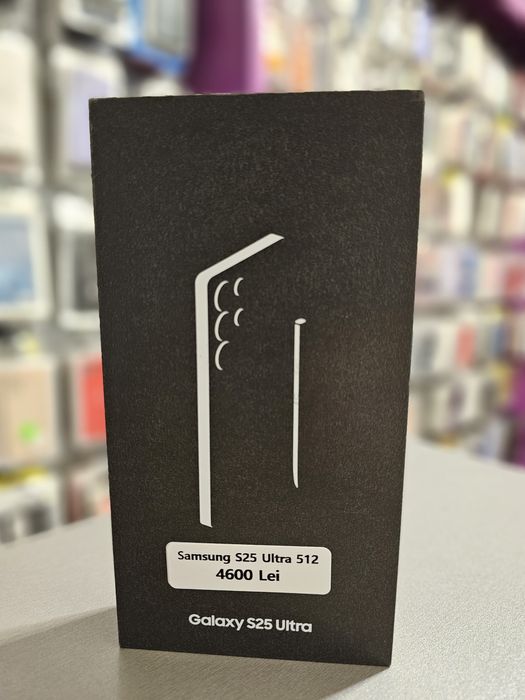 Samsung S25 Ultra 512
4600 Lei
Galaxy S25 Ultra